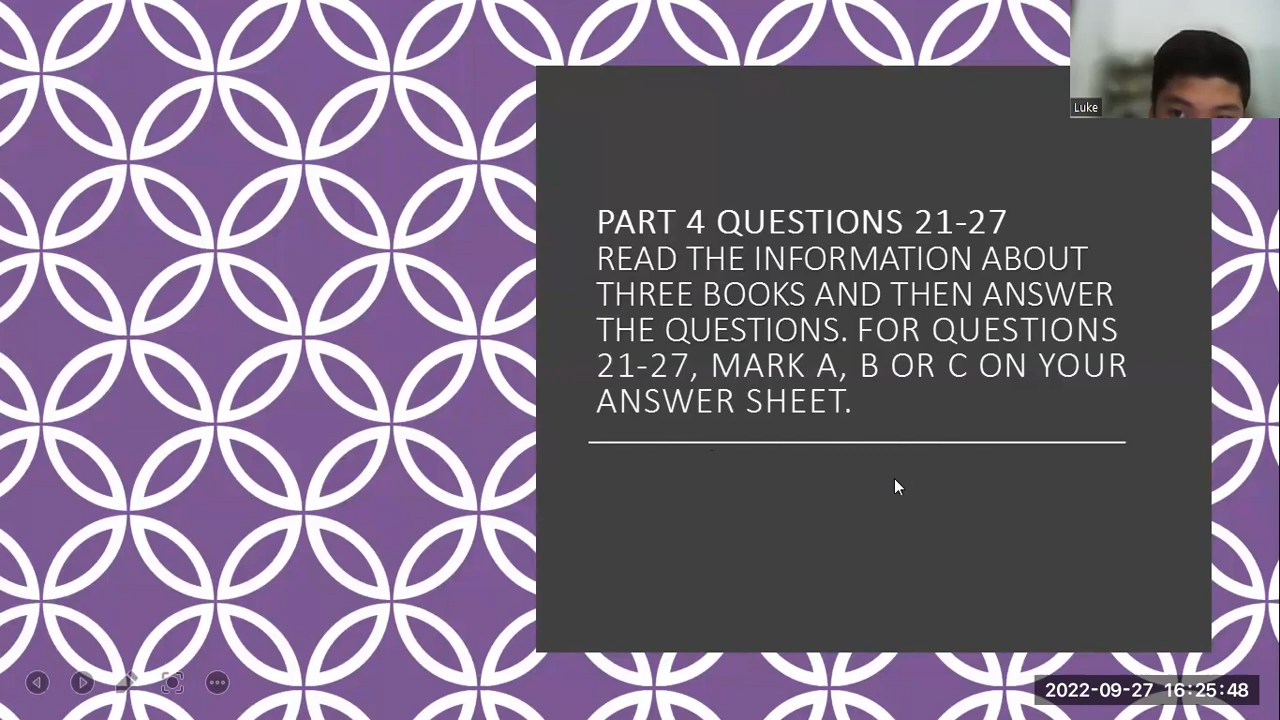 Luke
PART 4 QUESTIONS 21-27
READ THE INFORMATION ABOUT
THREE BOOKS AND THEN ANSWER
THE QUESTIONS. FOR QUESTIONS
21-27, MARK A, B OR C ON YOUR
ANSWER SHEET.
2022-09-27 16:25:48